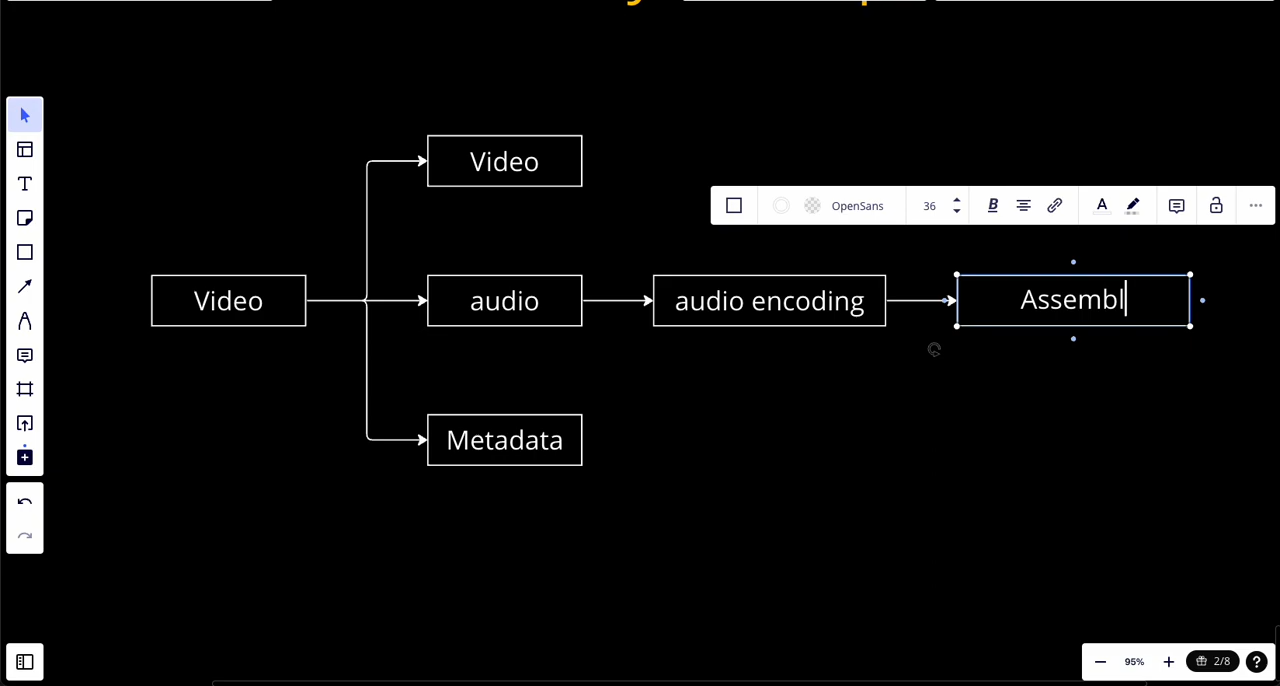 Video
OpenSans
36
B
A
Video
audio
audio encoding
Assembl
Metadata
95%
2/8
?